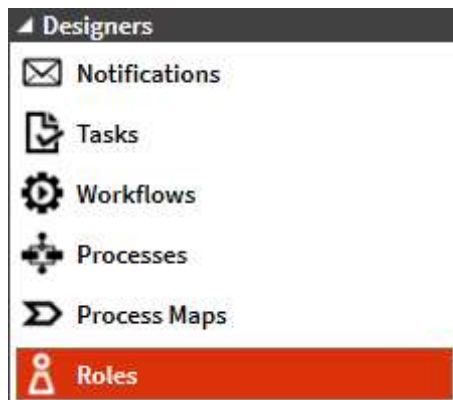 Designers
Notifications
Tasks
Workflows
Processes
Process Maps
Roles